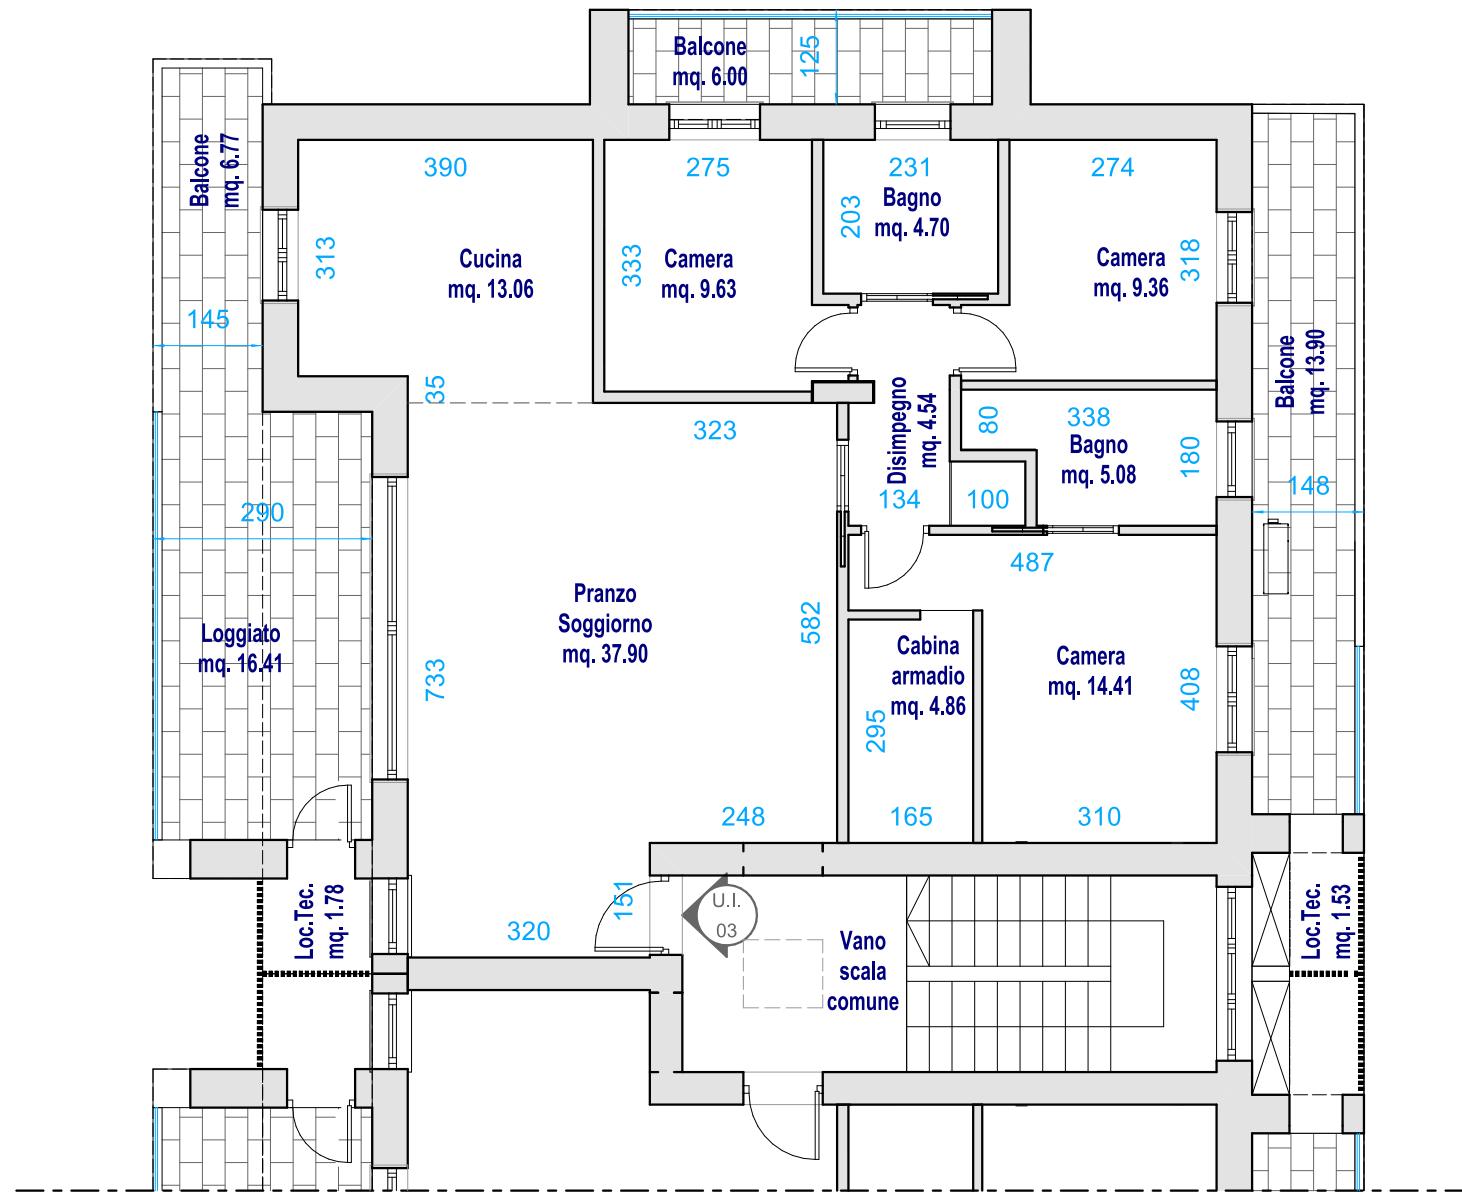 Balcone
mq. 6.00
125
Balcone
mq. 6.77
390
275
231
274
203
Bagno
mq. 4.70
313
Cucina
mq. 13.06
333
Camera
mq. 9.63
Camera
mq. 9.36
318
145
35
323
Disimpegno
mq. 4.54
80
338
Bagno
mq. 5.08
180
Balcone
mq. 13.90
148
290
134
100
487
Pranzo
Soggiorno
mq. 37.90
582
Loggiato
mq. 16.41
733
Cabina
armadio
mq. 4.86
295
Camera
mq. 14.41
408
248
165
310
Loc.Tec.
mq. 1.78
320
151
U.I.
03
Vano
scala
comune
Loc.Tec.
mq. 1.53